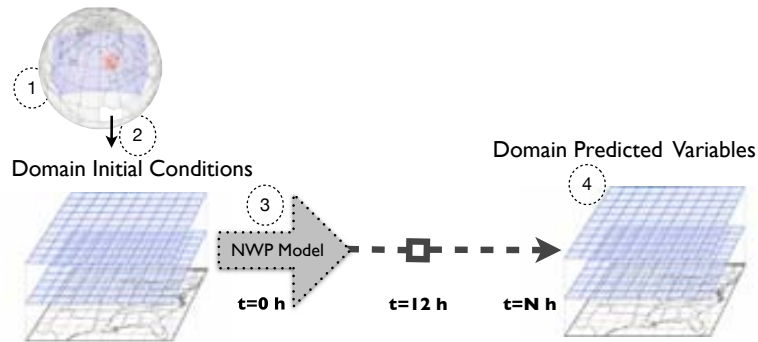 1
2
Domain Initial Conditions
Domain Predicted Variables
3
4
NWP Model
t=0 h
t=12 h
t=N h